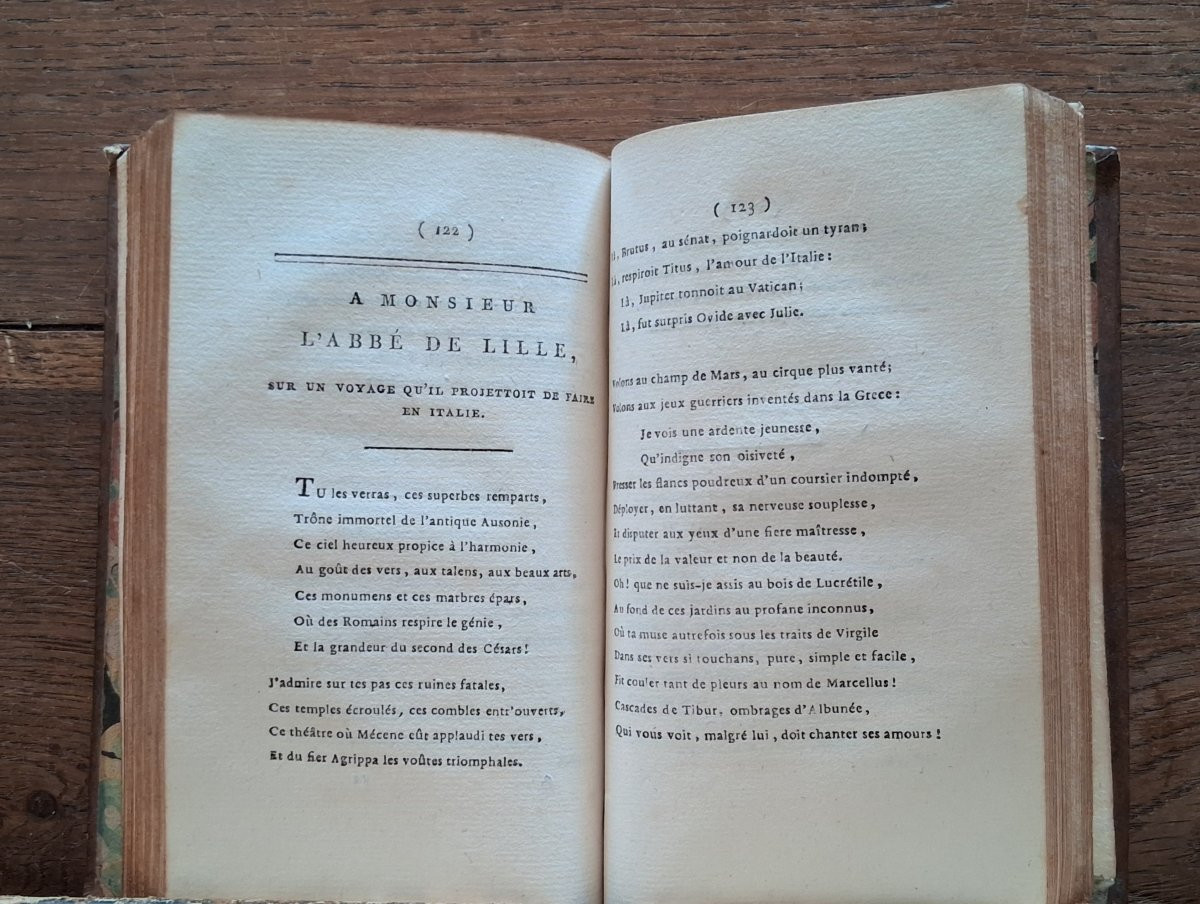 ( 122 )
A MONSIEUR
L'ABBÉ DE LILLE,
SUR UN VOYAGE QU'IL PROJETTOIT DE FAIRE
EN ITALIE.
TU les verras, ces superbes remparts,
Trône immortel de l'antique Ausonie,
Ce ciel heureux propice à l'harmonie,
Au goût des vers, aux talens, aux beaux arts,
Ces monumens et ces marbres épars,
Où des Romains respire le génie,
Et la grandeur du second des Césars!
J'admire sur tes pas ces ruines fatales,
Ces temples écroulés, ces combles entr'ouverts,
Ce théâtre où Mécene eût applaudi tes vers,
Et du fier Agrippa les voûtes triomphales.
( 123 )
Brutus, au sénat, poignardoit un tyran;
respiroit Titus, l'amour de l'Italie:
Là, Jupiter tonnoit au Vatican;
Là, fut surpris Ovide avec Julie.
Volons au champ de Mars, au cirque plus vanté;
Volons aux jeux guerriers inventés dans la Grece:
Je vois une ardente jeunesse,
Qu'indigne son oisiveté,
Presser les flancs poudreux d'un coursier indompté,
Déployer, en luttant, sa nerveuse souplesse,
Et disputer aux yeux d'une fiere maîtresse,
Le prix de la valeur et non de la beauté.
Oh! que ne suis-je assis au bois de Lucrétile,
Au fond de ces jardins au profane inconnus,
Où ta muse autrefois sous les traits de Virgile
Dans ses vers si touchans, pure, simple et facile,
Fit couler tant de pleurs au nom de Marcellus!
Cascades de Tibur, ombrages d'Albunée,
Qui vous voit, malgré lui, doit chanter ses amours!